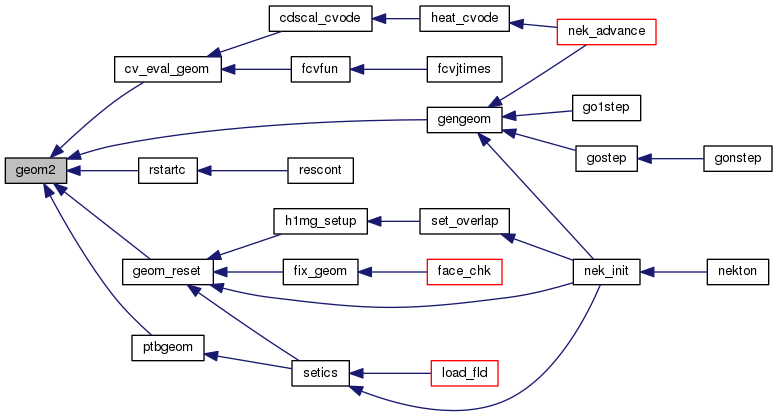 cdscal_cvode
heat_cvode
nek_advance
cv_eval_geom
fcvfun
fcvjtimes
gengeom
go1step
gostep
gonstep
geom2
rstartc
rescont
h1mg_setup
set_overlap
geom_reset
fix_geom
face_chk
nek_init
nekton
ptbgeom
setics
load_fld